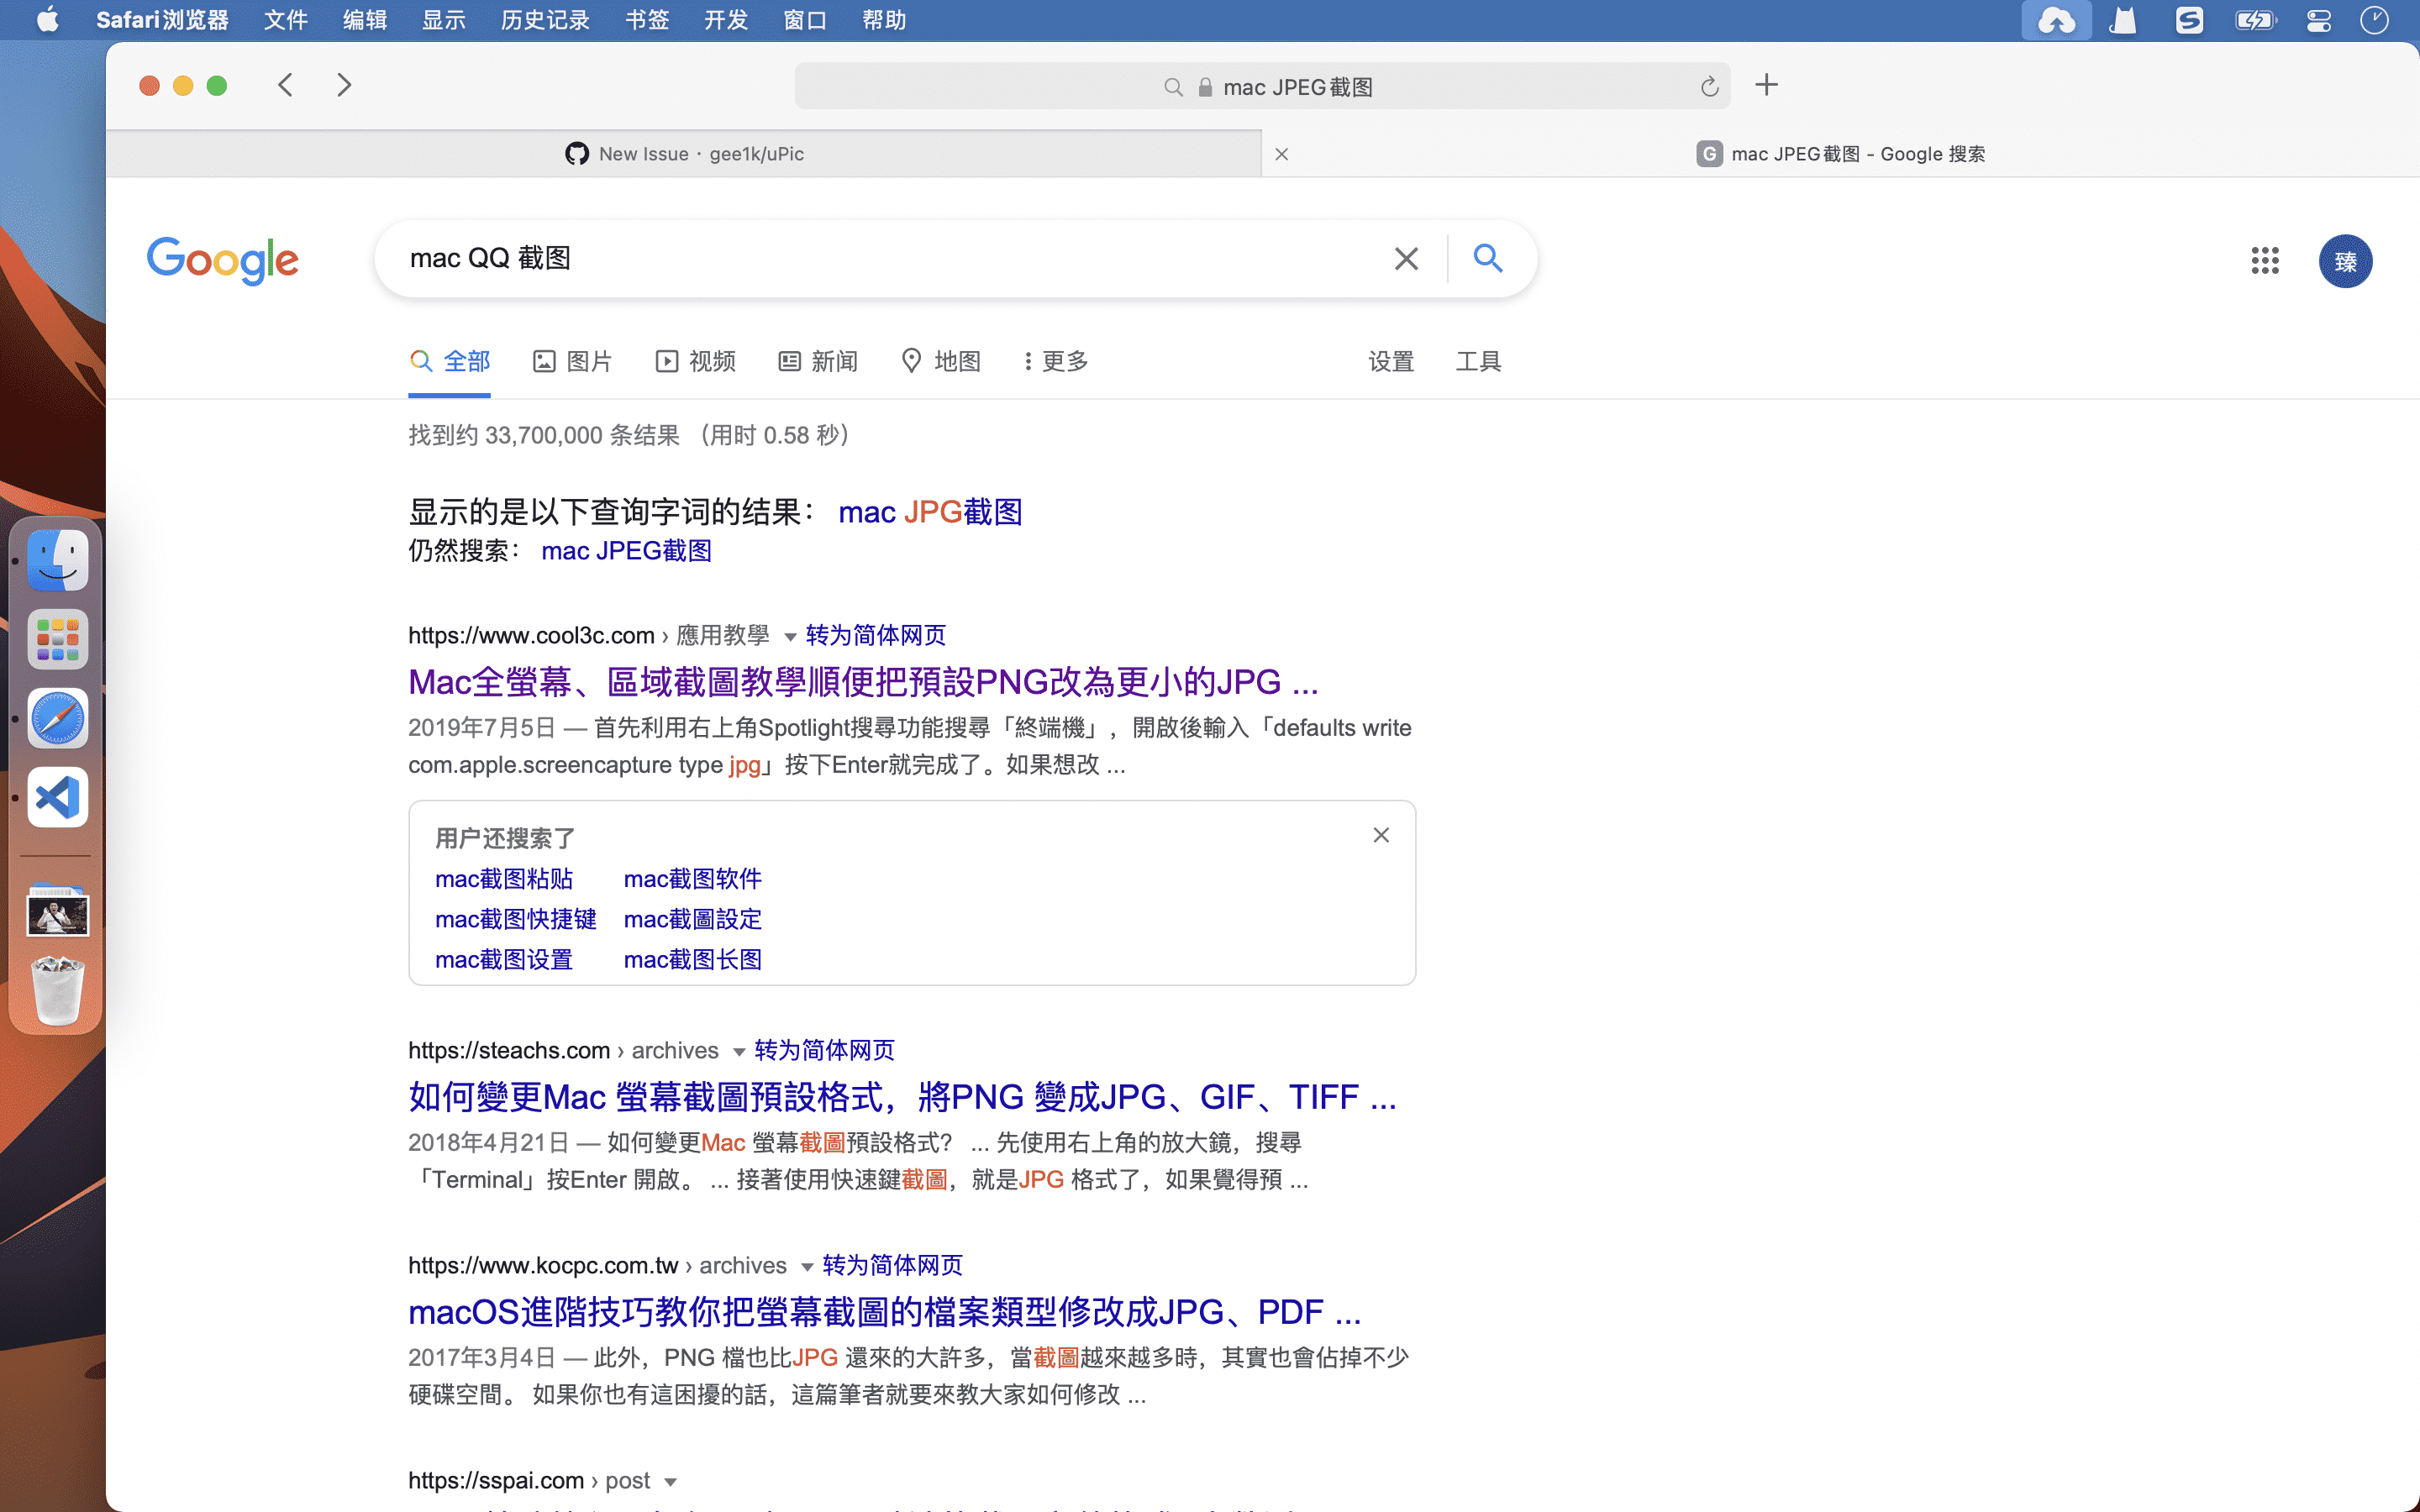 Safari浏览器 文件 编辑 显示 历史记录 书签 开发 窗口 帮助
mac JPEG截图
New Issue · gee1k/uPic
G mac JPEG截图 - Google 搜索
Google
mac QQ 截图
臻
全部 图片 视频 新闻 地图 更多 设置 工具
找到约 33,700,000 条结果 （用时 0.58 秒）
显示的是以下查询字词的结果： mac JPG截图
仍然搜索： mac JPEG截图
https://www.cool3c.com › 應用教學 转为简体网页
Mac全螢幕、區域截圖教學順便把預設PNG改為更小的JPG ...
2019年7月5日 — 首先利用右上角Spotlight搜尋功能搜尋「終端機」，開啟後輸入「defaults write
com.apple.screencapture type jpg」按下Enter就完成了。如果想改 ...
用户还搜索了
mac截图粘贴 mac截图软件
mac截图快捷键 mac截圖設定
mac截图设置 mac截图长图
https://steachs.com › archives 转为简体网页
如何變更Mac 螢幕截圖預設格式，將PNG 變成JPG、GIF、TIFF ...
2018年4月21日 — 如何變更Mac 螢幕截圖預設格式？ ... 先使用右上角的放大鏡，搜尋
「Terminal」按Enter 開啟。 ... 接著使用快速鍵截圖，就是JPG 格式了，如果覺得預 ...
https://www.kocpc.com.tw › archives 转为简体网页
macOS進階技巧教你把螢幕截圖的檔案類型修改成JPG、PDF ...
2017年3月4日 — 此外，PNG 檔也比JPG 還來的大許多，當截圖越來越多時，其實也會佔掉不少
硬碟空間。 如果你也有這困擾的話，這篇筆者就要來教大家如何修改 ...
https://sspai.com › post